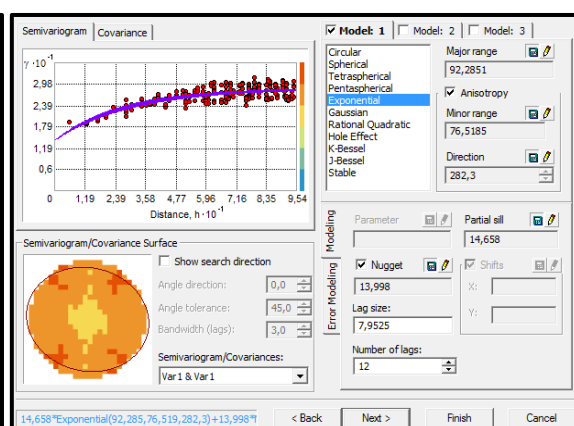 Semivariogram Covariance
γ ·10⁻¹
2,98
2,39
1,79
1,19
0,6
0 1,19 2,39 3,58 4,77 5,96 7,16 8,35 9,54
Distance, h ·10⁻¹
Semivariogram/Covariance Surface
Show search direction
Angle direction: 0,0
Angle tolerance: 45,0
Bandwidth (lags): 3,0
Semivariogram/Covariances:
Var1 & Var1
Model: 1 Model: 2 Model: 3
Circular
Spherical
Tetraspherical
Pentaspherical
Exponential
Gaussian
Rational Quadratic
Hole Effect
K-Bessel
J-Bessel
Stable
Major range
92,2851
Anisotropy
Minor range
76,5185
Direction
282,3
Modeling
Error Modeling
Parameter
Partial sill
14,658
Nugget
13,998
Shifts
X:
Y:
Lag size:
7,9525
Number of lags:
12
14,658*Exponential(92,285,76,519,282,3)+13,998*
< Back Next > Finish Cancel